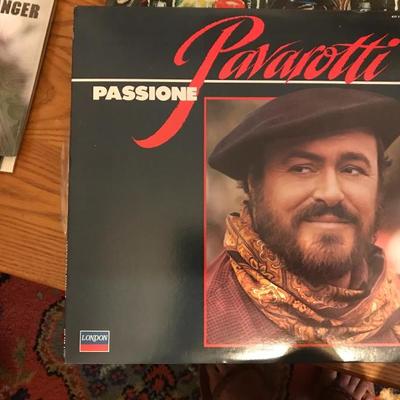 NGER
Pavarotti
PASSIONE
LONDON